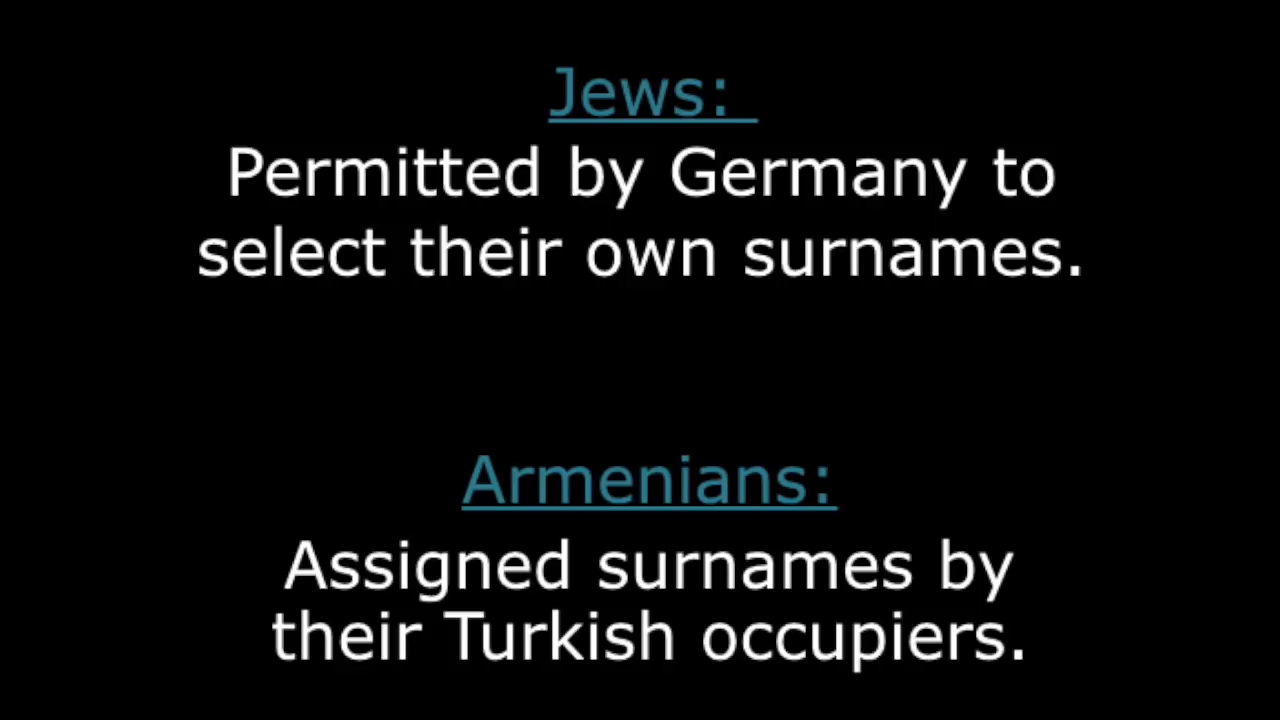 Jews:
Permitted by Germany to
select their own surnames.
Armenians:
Assigned surnames by
their Turkish occupiers.